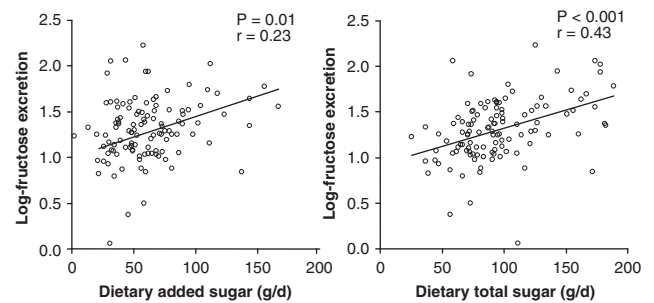 P = 0.01
r = 0.23
Log-fructose excretion
2.5
2.0
1.5
1.0
0.5
0.0
0 50 100 150 200
Dietary added sugar (g/d)
P < 0.001
r = 0.43
Log-fructose excretion
2.5
2.0
1.5
1.0
0.5
0.0
0 50 100 150 200
Dietary total sugar (g/d)